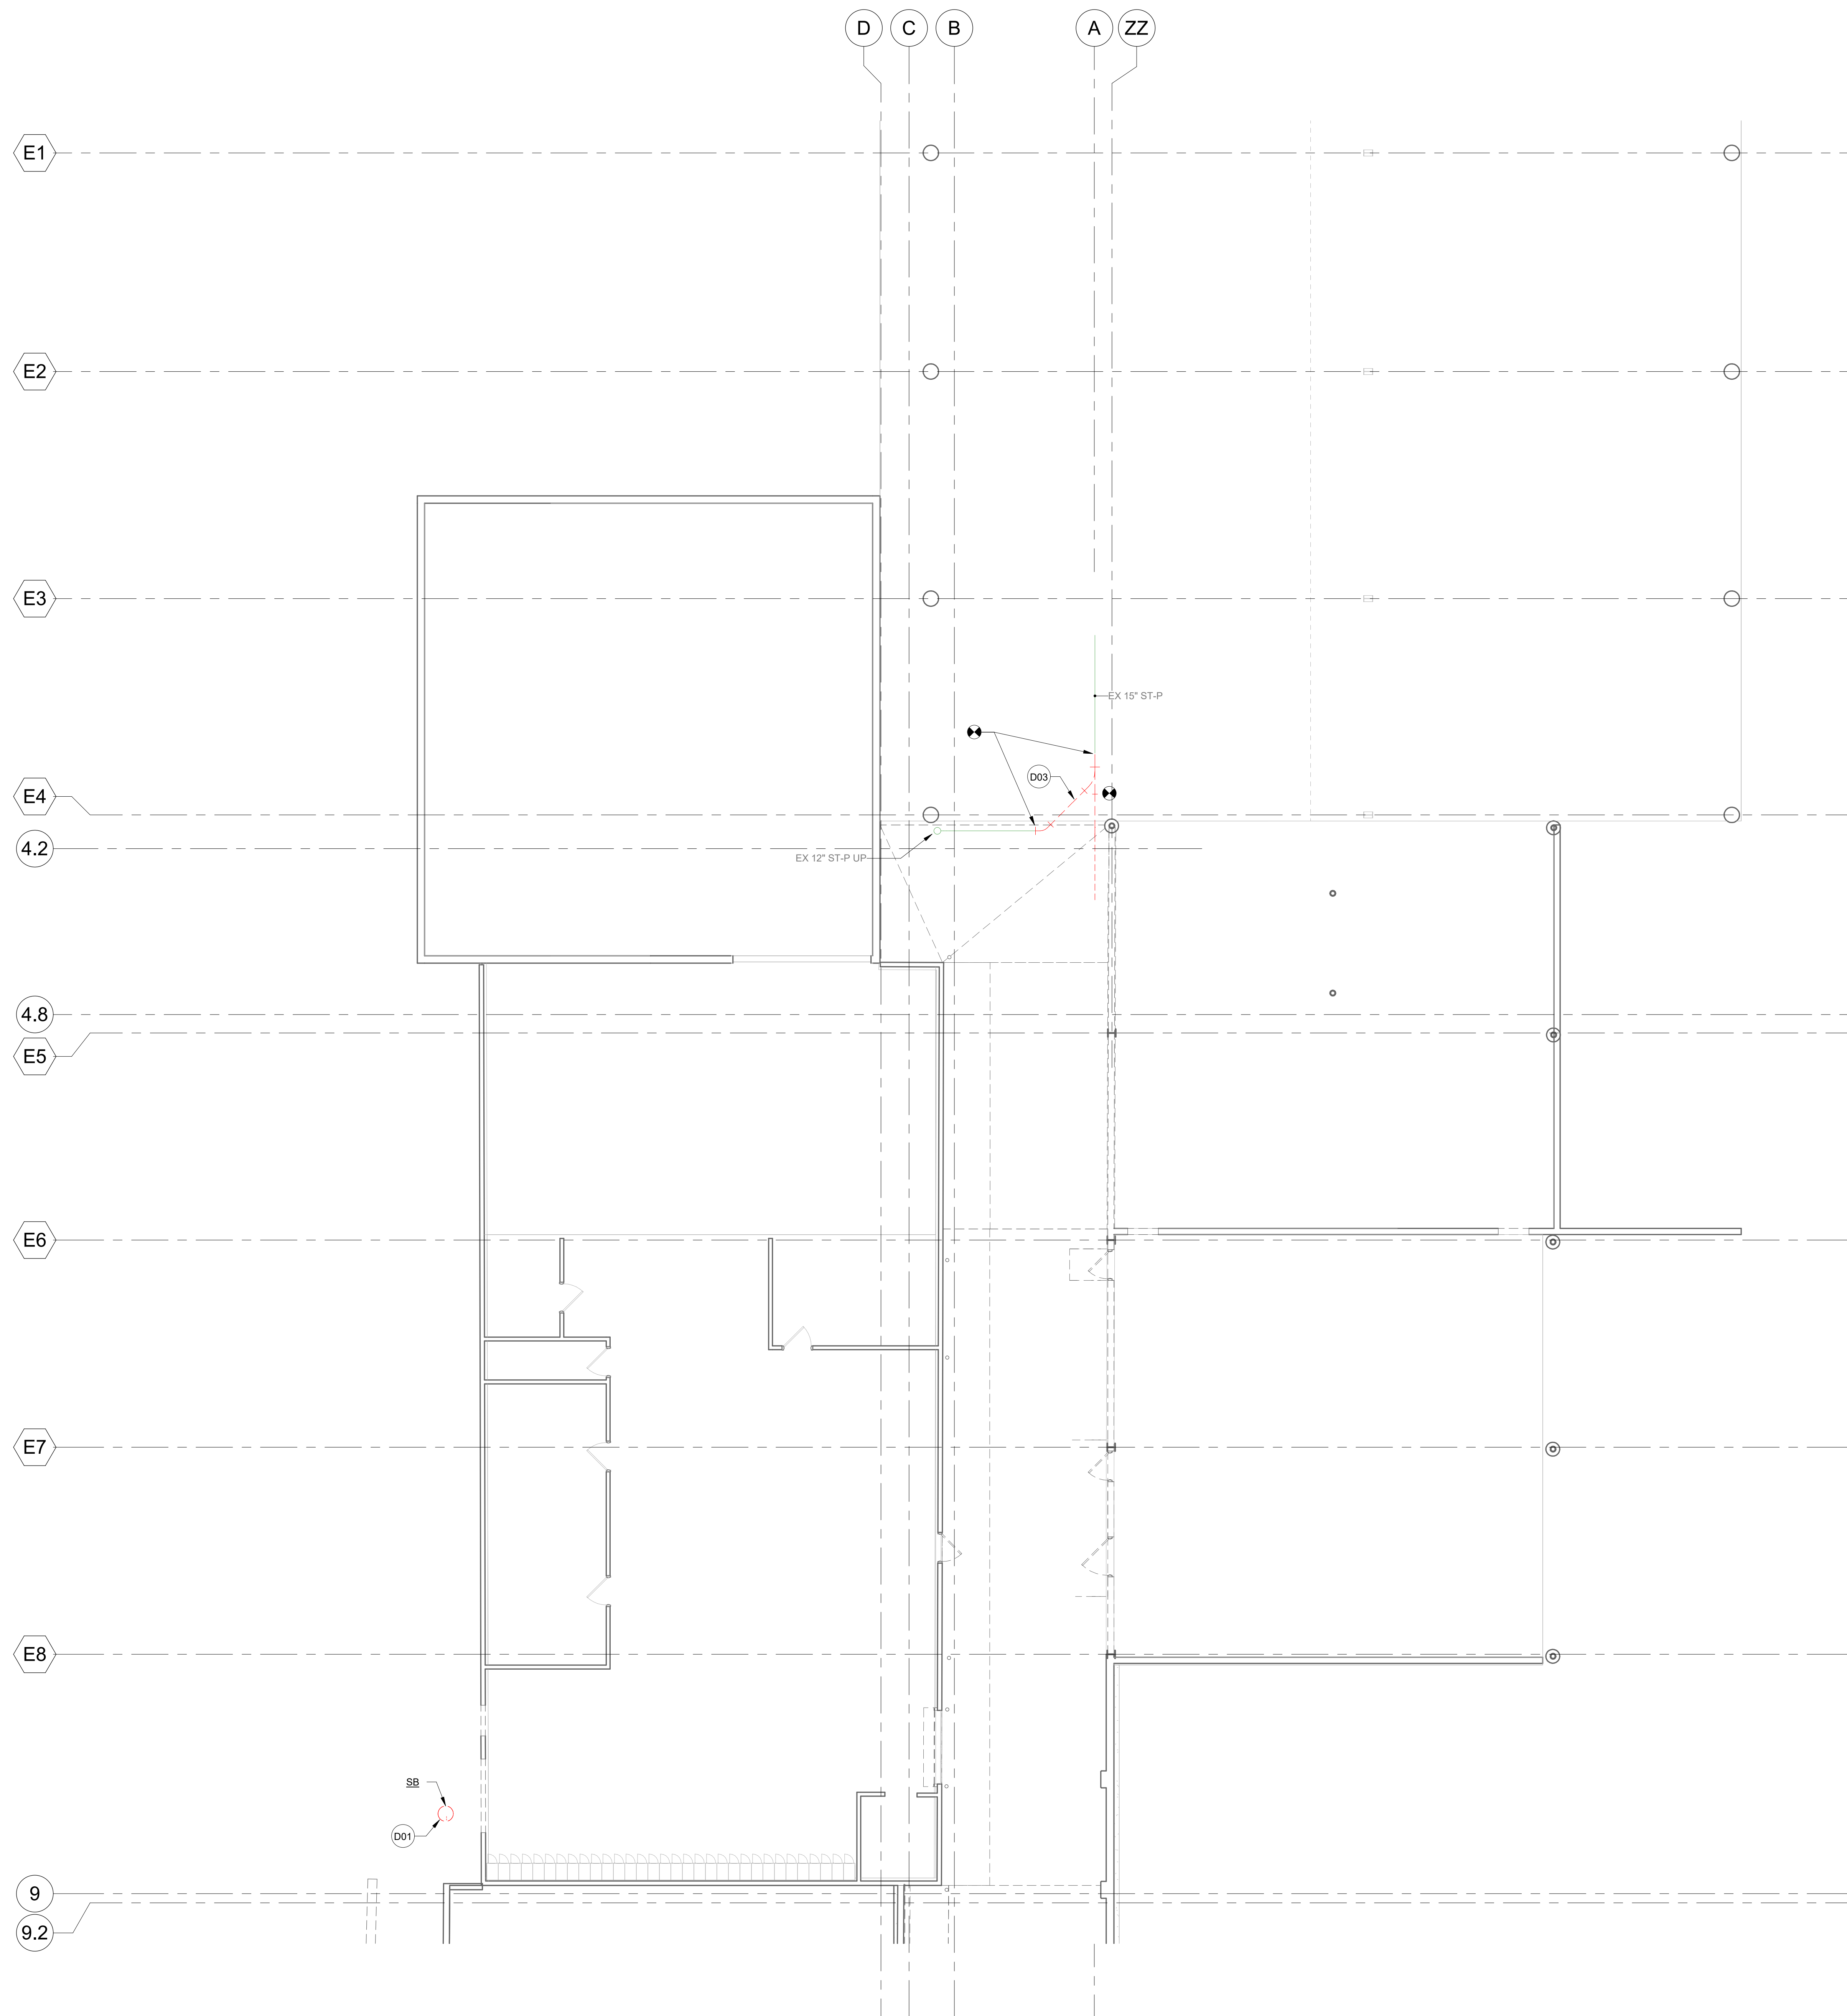 D
C
B
A
ZZ
E1
E2
E3
EX 15" ST-P
D03
E4
4.2
EX 12" ST-P UP
4.8
E5
E6
E7
E8
SB
D01
9
9.2